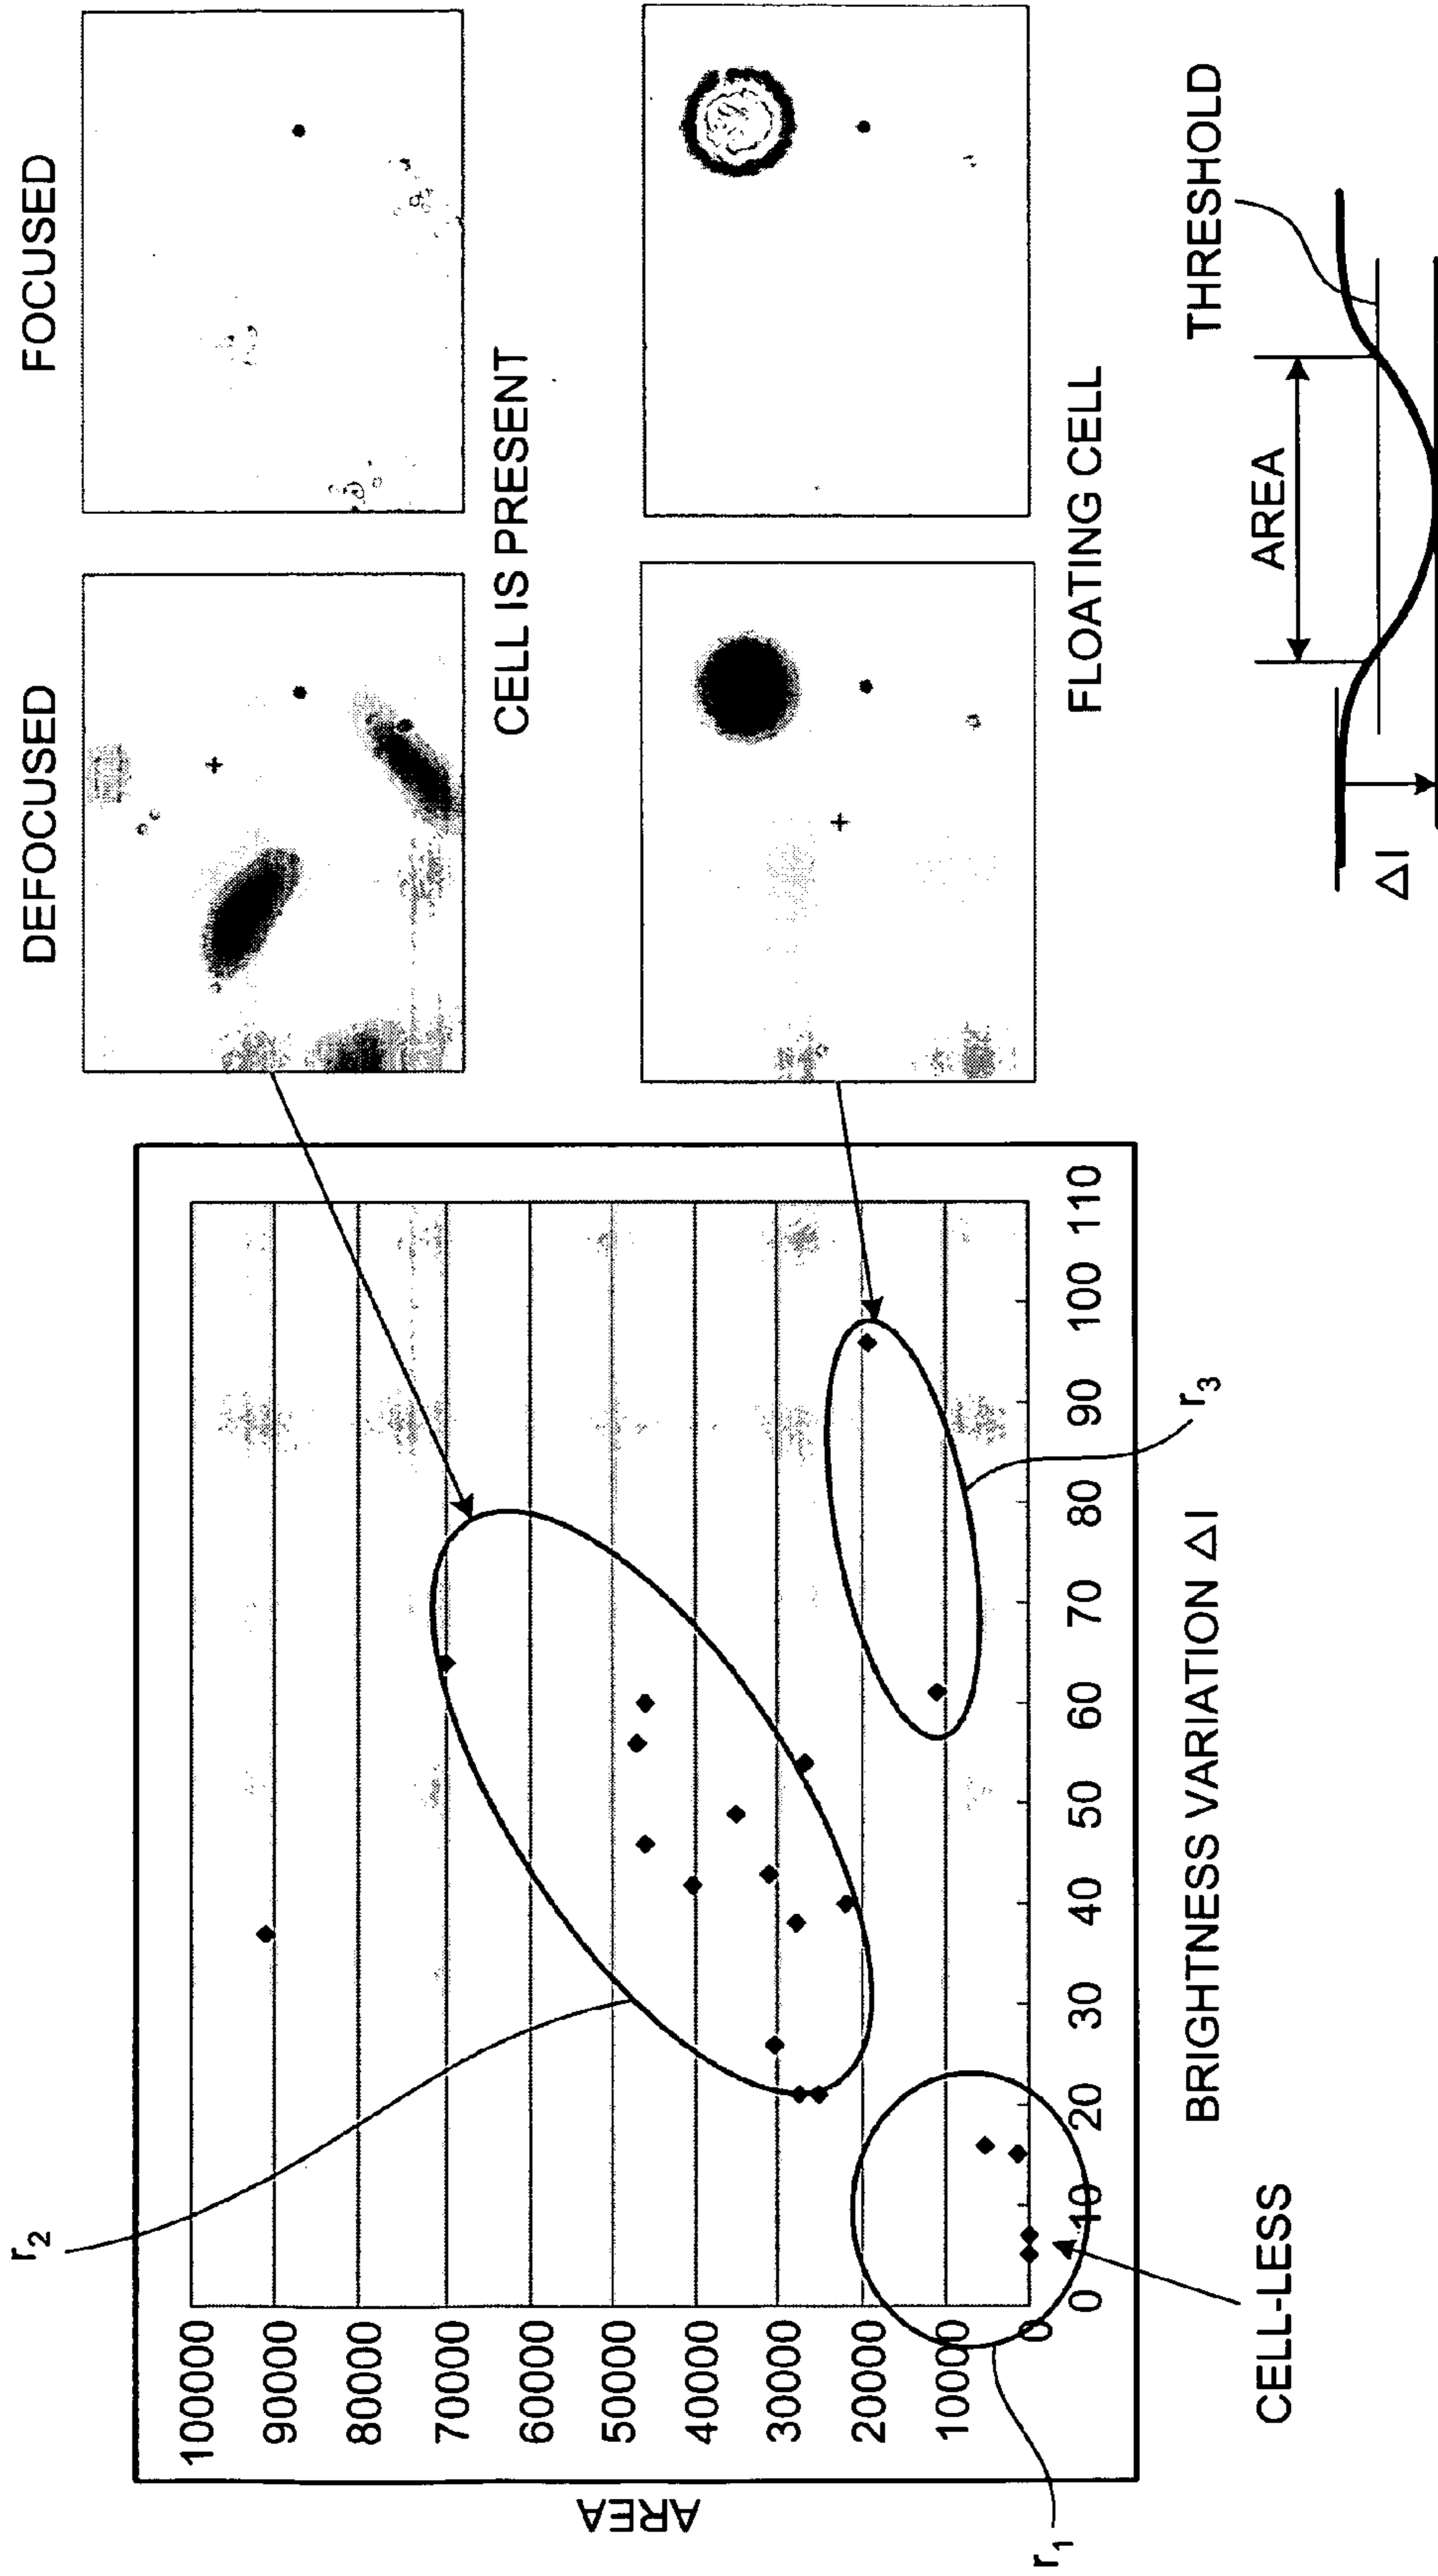 DEFOCUSED
FOCUSED
CELL IS PRESENT
FLOATING CELL
r2
AREA
100000
90000
80000
70000
60000
50000
40000
30000
20000
10000
0
0 10 20 30 40 50 60 70 80 90 100 110
BRIGHTNESS VARIATION ΔI
r1
CELL-LESS
r3
THRESHOLD
AREA
ΔI